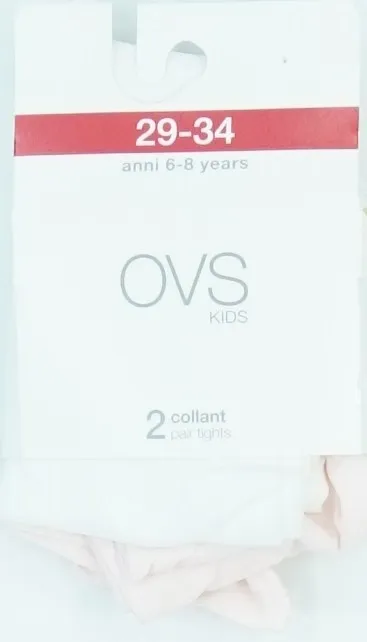 29-34
anni 6-8 years
OVS
KIDS
2 collant
pair tights